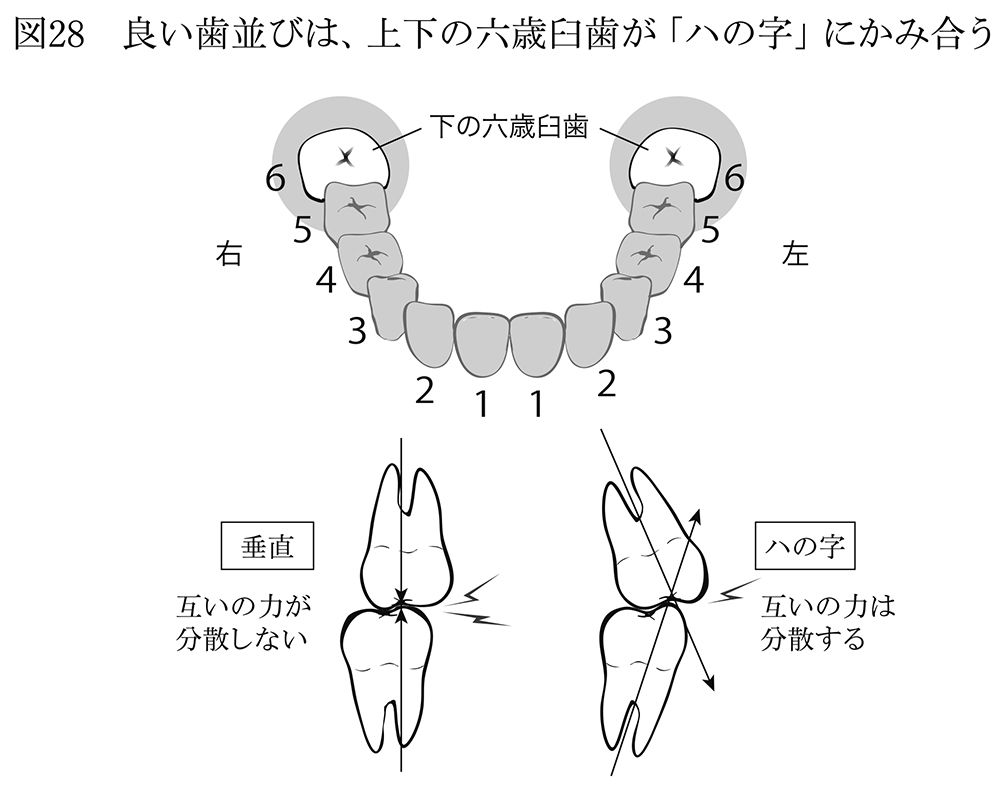 図28　良い歯並びは、上下の六歳臼歯が「ハの字」にかみ合う
下の六歳臼歯
6
6
5
5
右
左
4
4
3
3
2
2
1
1
垂直
互いの力が
分散しない
ハの字
互いの力は
分散する